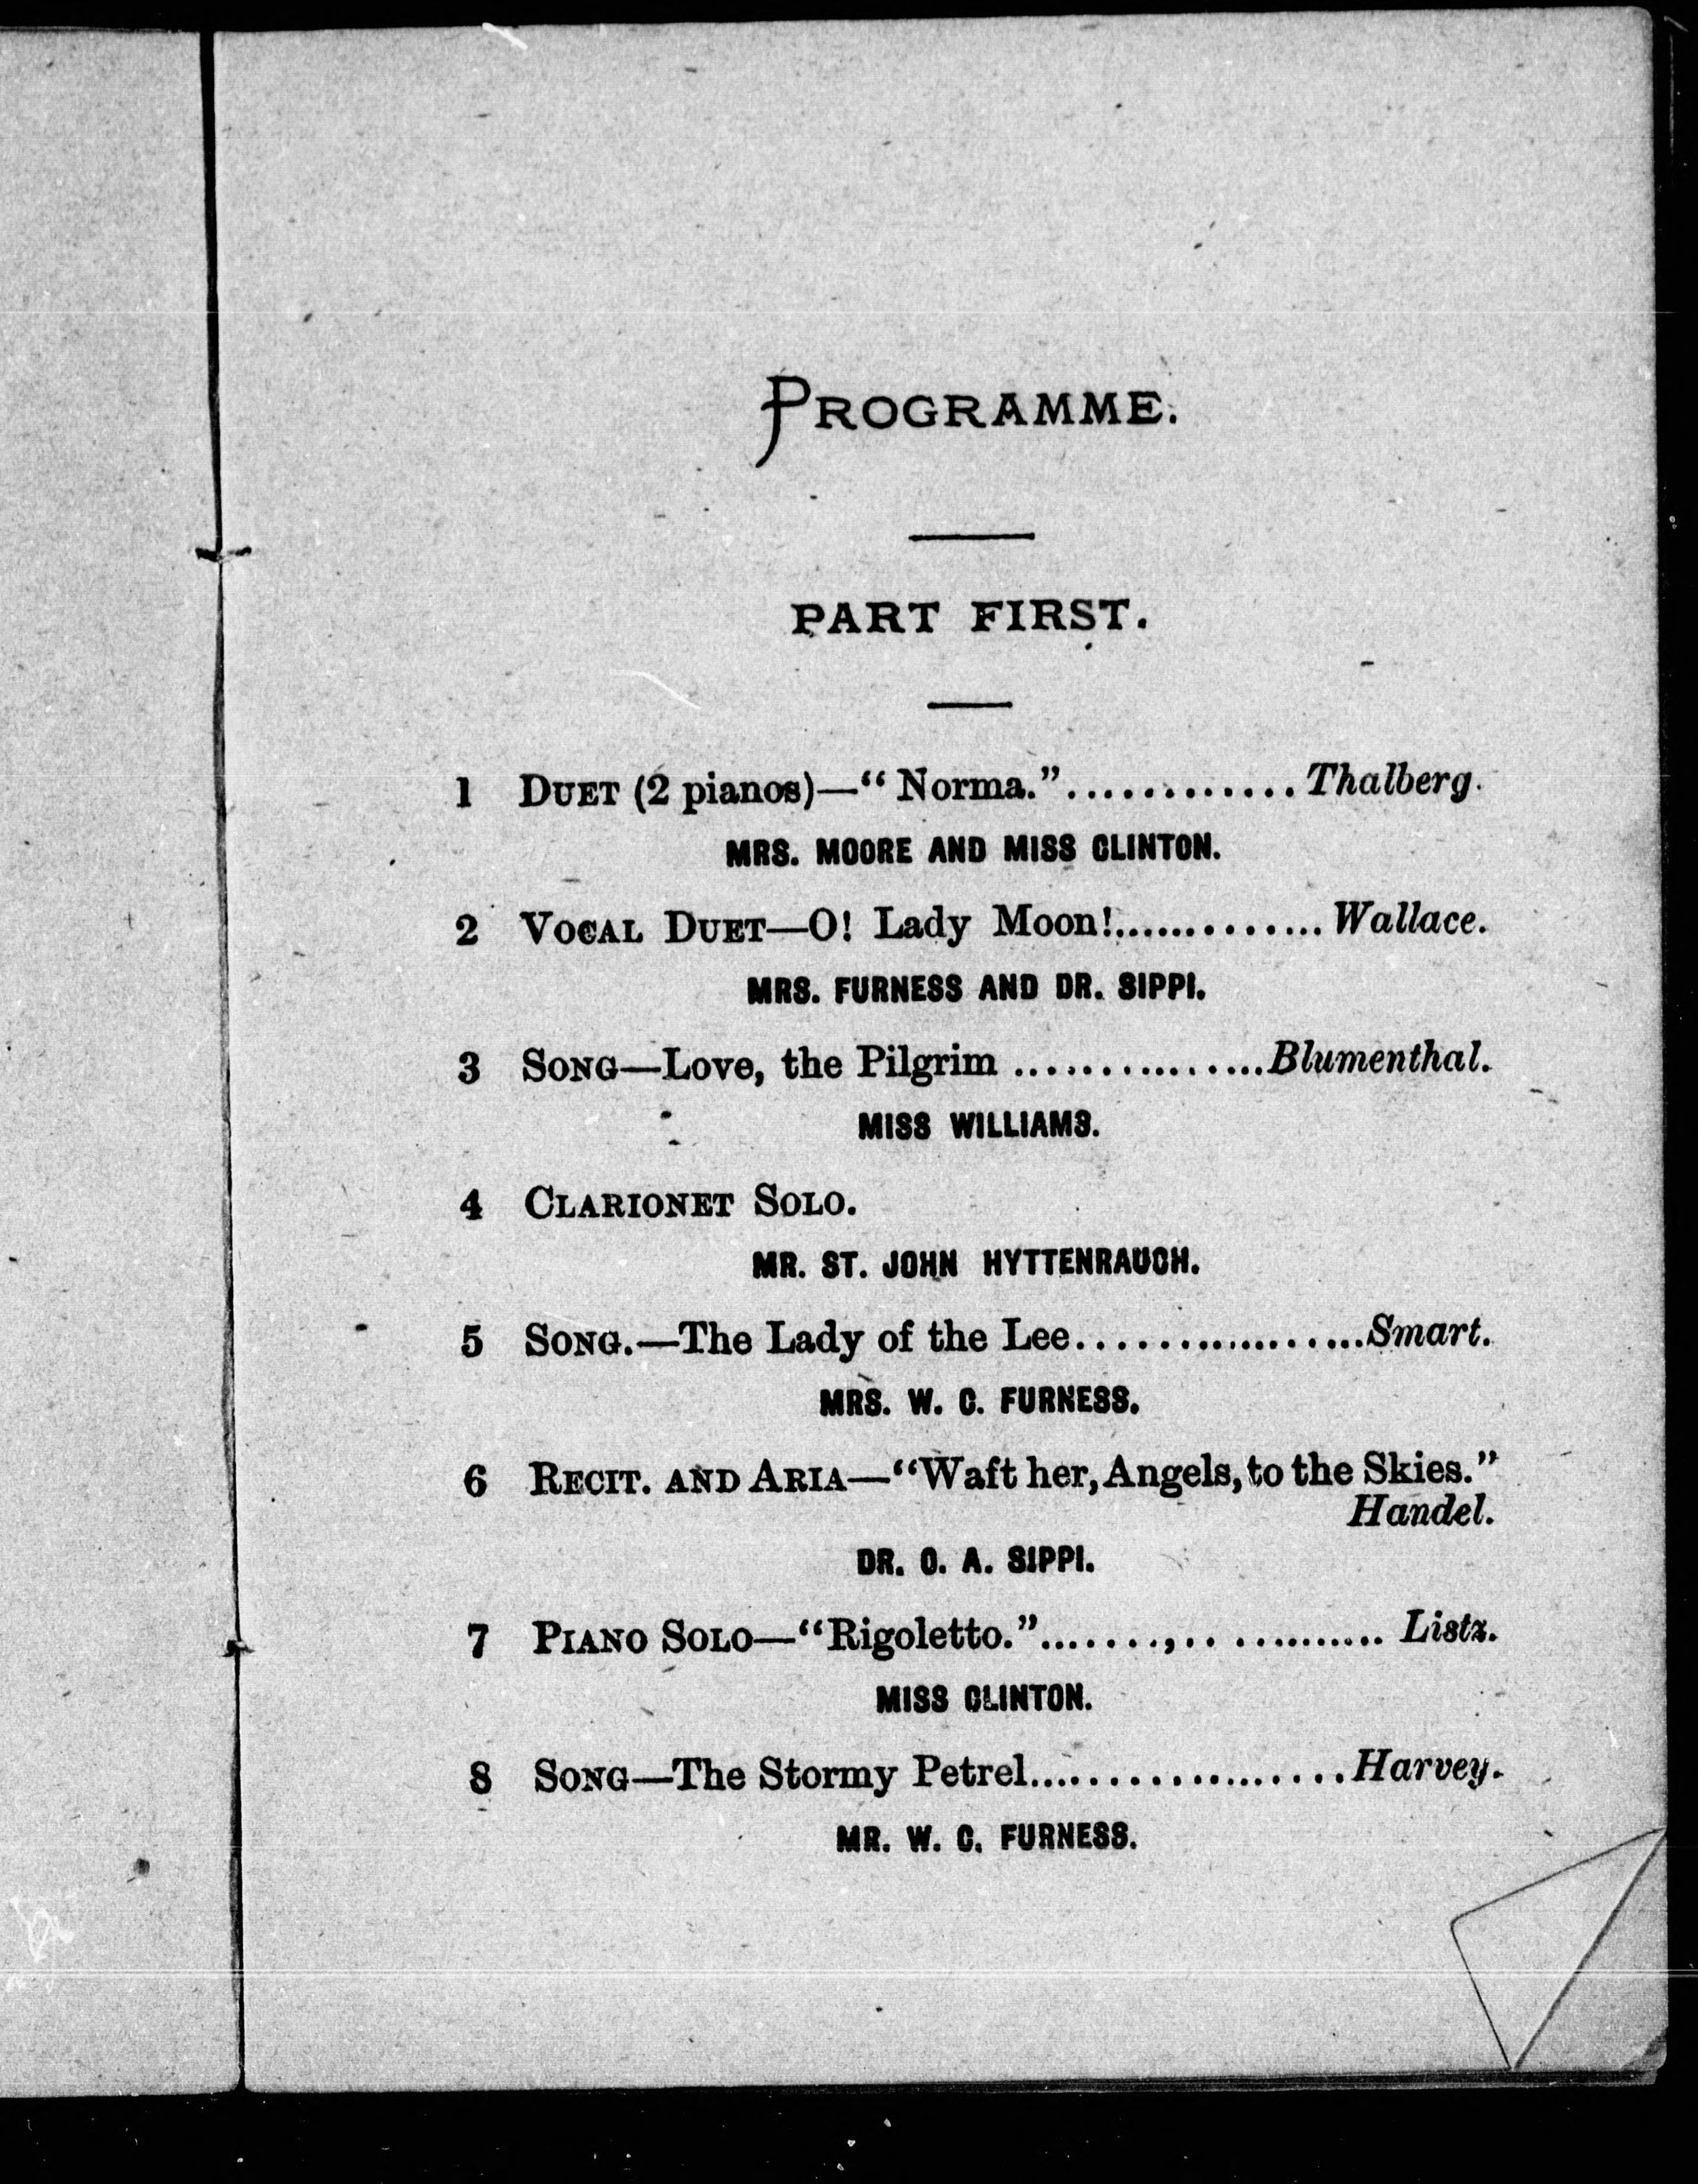 PROGRAMME.
PART FIRST.
1 DUET (2 pianos)—“Norma.”............. Thalberg.
MRS. MOORE AND MISS CLINTON.
2 VOCAL DUET—O! Lady Moon!............. Wallace.
MRS. FURNESS AND DR. SIPPI.
3 SONG—Love, the Pilgrim ...............Blumenthal.
MISS WILLIAMS.
4 CLARIONET SOLO.
MR. ST. JOHN HYTTENRAUCH.
5 SONG.—The Lady of the Lee.................Smart.
MRS. W. C. FURNESS.
6 RECIT. AND ARIA—“Waft her, Angels, to the Skies.”
Handel.
DR. O. A. SIPPI.
7 PIANO SOLO—“Rigoletto.”.......,.. ......... Listz.
MISS CLINTON.
8 SONG—The Stormy Petrel...................Harvey.
MR. W. C. FURNESS.